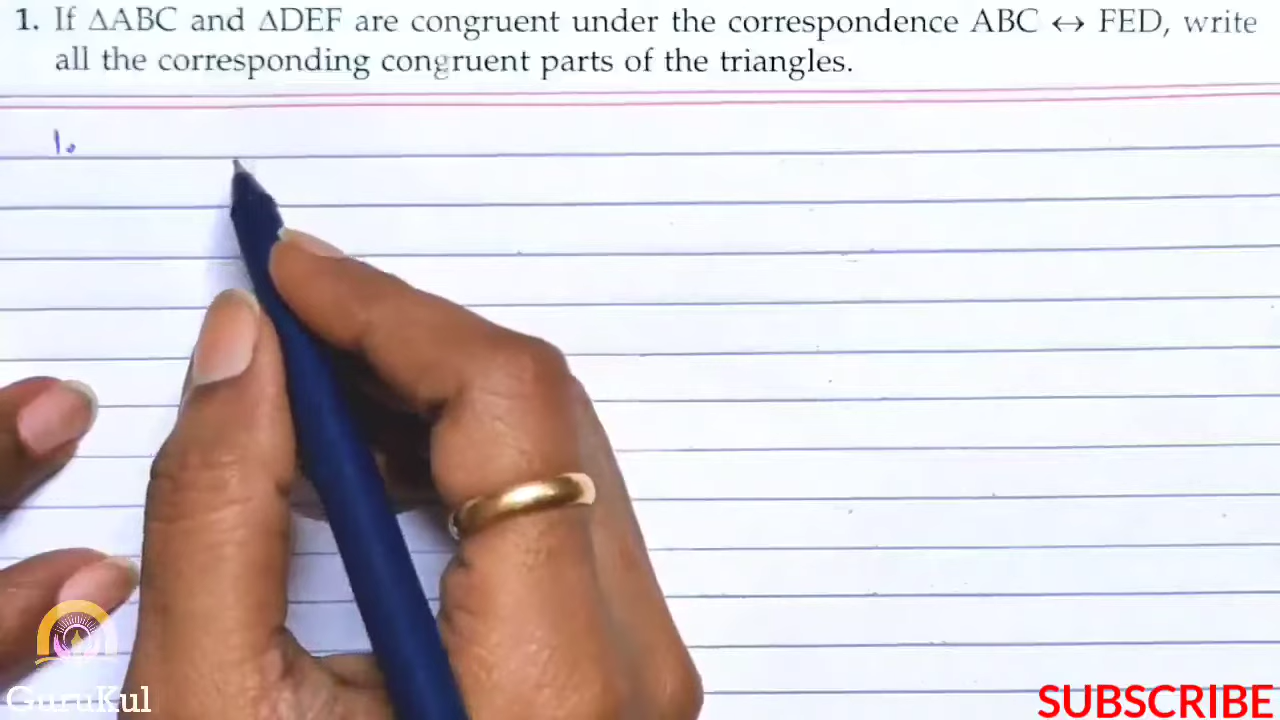 1. If ΔABC and ΔDEF are congruent under the correspondence ABC ↔ FED, write
all the corresponding congruent parts of the triangles.
1.
GuruKul
SUBSCRIBE